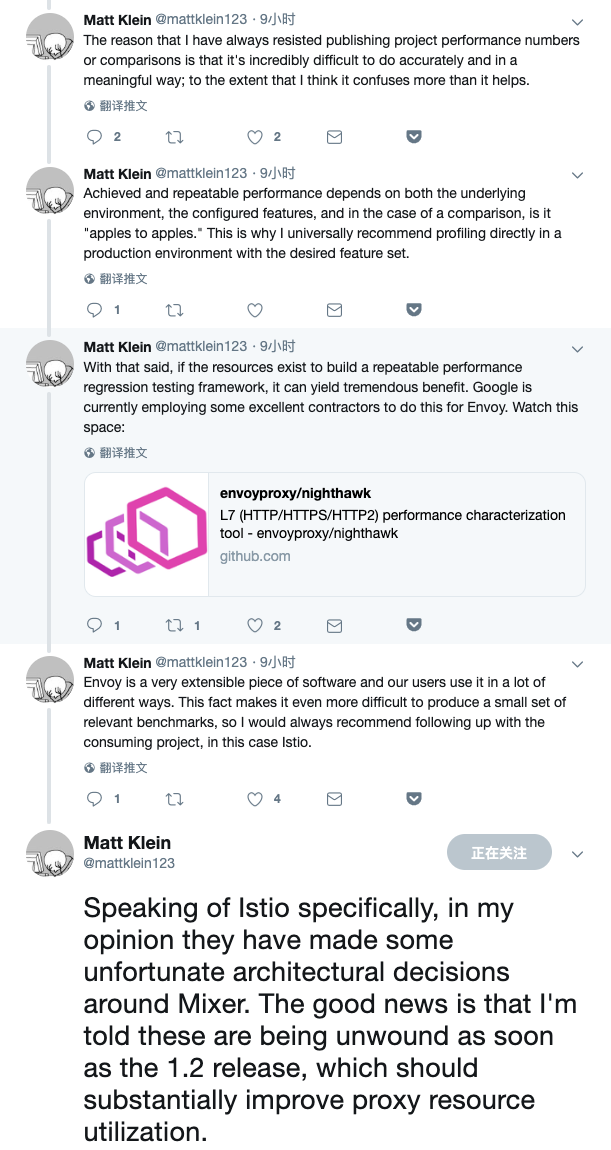 Matt Klein @mattklein123 · 9小时
The reason that I have always resisted publishing project performance numbers
or comparisons is that it's incredibly difficult to do accurately and in a
meaningful way; to the extent that I think it confuses more than it helps.
翻译推文
2 2
Matt Klein @mattklein123 · 9小时
Achieved and repeatable performance depends on both the underlying
environment, the configured features, and in the case of a comparison, is it
"apples to apples." This is why I universally recommend profiling directly in a
production environment with the desired feature set.
翻译推文
1
Matt Klein @mattklein123 · 9小时
With that said, if the resources exist to build a repeatable performance
regression testing framework, it can yield tremendous benefit. Google is
currently employing some excellent contractors to do this for Envoy. Watch this
space:
翻译推文
envoyproxy/nighthawk
L7 (HTTP/HTTPS/HTTP2) performance characterization
tool - envoyproxy/nighthawk
github.com
1 1 2
Matt Klein @mattklein123 · 9小时
Envoy is a very extensible piece of software and our users use it in a lot of
different ways. This fact makes it even more difficult to produce a small set of
relevant benchmarks, so I would always recommend following up with the
consuming project, in this case Istio.
翻译推文
1 4
Matt Klein
@mattklein123
正在关注
Speaking of Istio specifically, in my
opinion they have made some
unfortunate architectural decisions
around Mixer. The good news is that I'm
told these are being unwound as soon
as the 1.2 release, which should
substantially improve proxy resource
utilization.